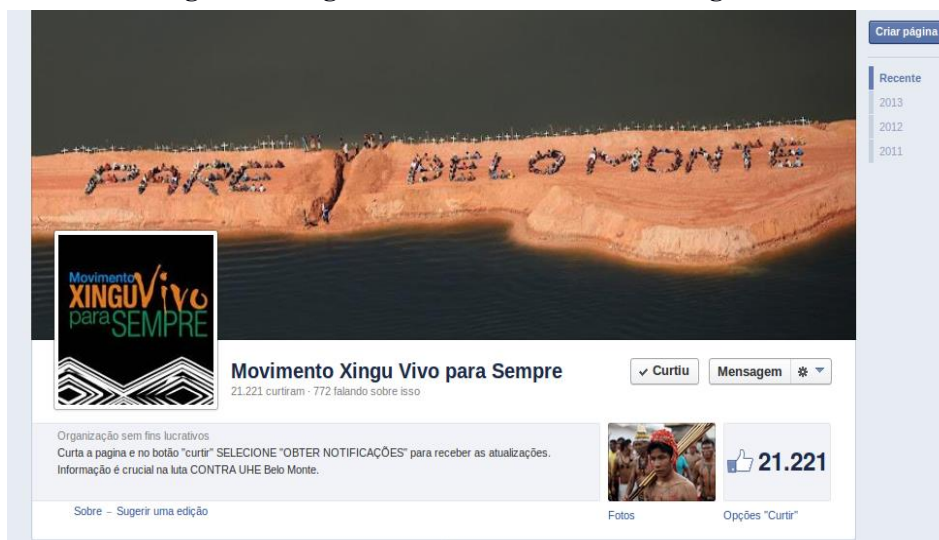 Criar página
Recente
2013
2012
2011
PARE BELO MONTE
Movimento
XINGU Vivo
para SEMPRE
Movimento Xingu Vivo para Sempre
21.221 curtiram · 772 falando sobre isso
Curtiu
Mensagem
Organização sem fins lucrativos
Curta a pagina e no botão "curtir" SELECIONE "OBTER NOTIFICAÇÕES" para receber as atualizações.
Informação é crucial na luta CONTRA UHE Belo Monte.
21.221
Sobre – Sugerir uma edição
Fotos
Opções "Curtir"